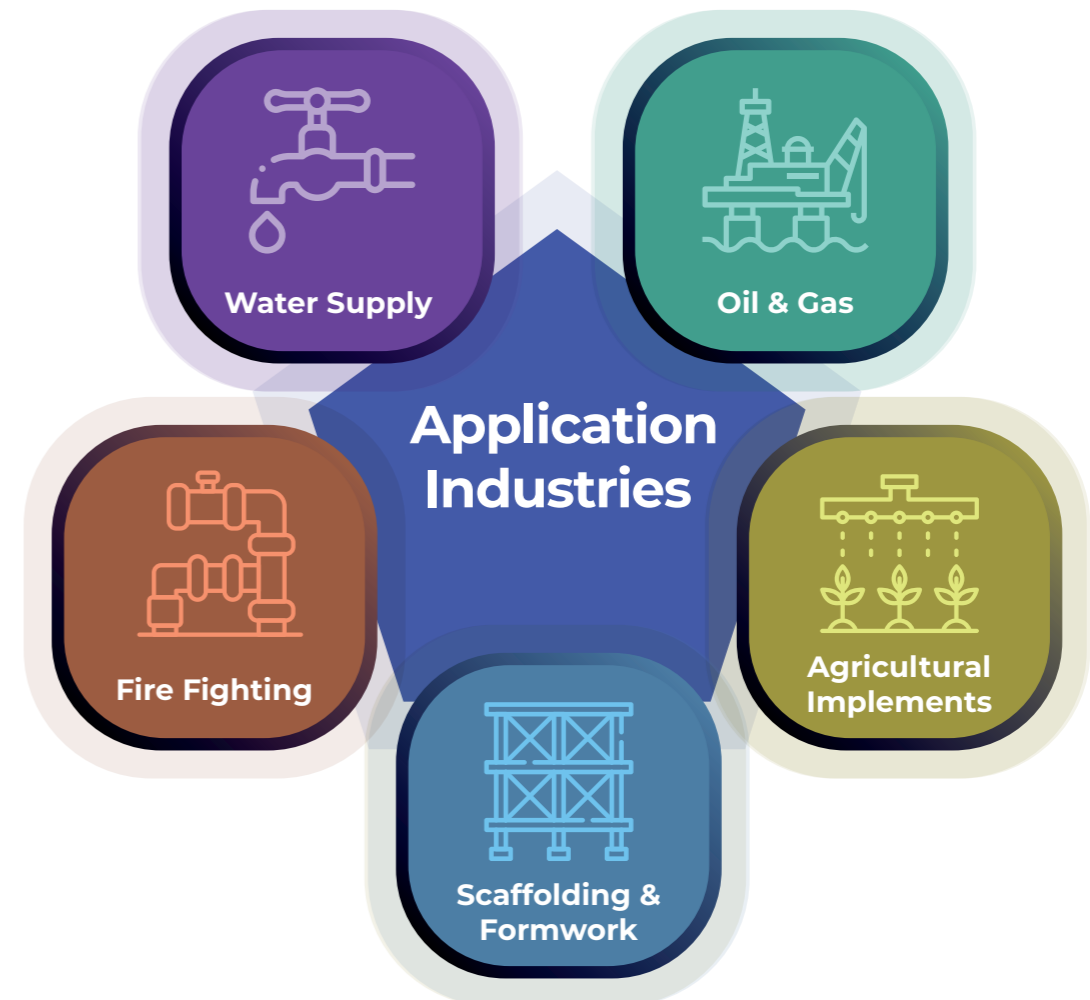 Water Supply
Oil & Gas
Application
Industries
Fire Fighting
Agricultural
Implements
Scaffolding &
Formwork